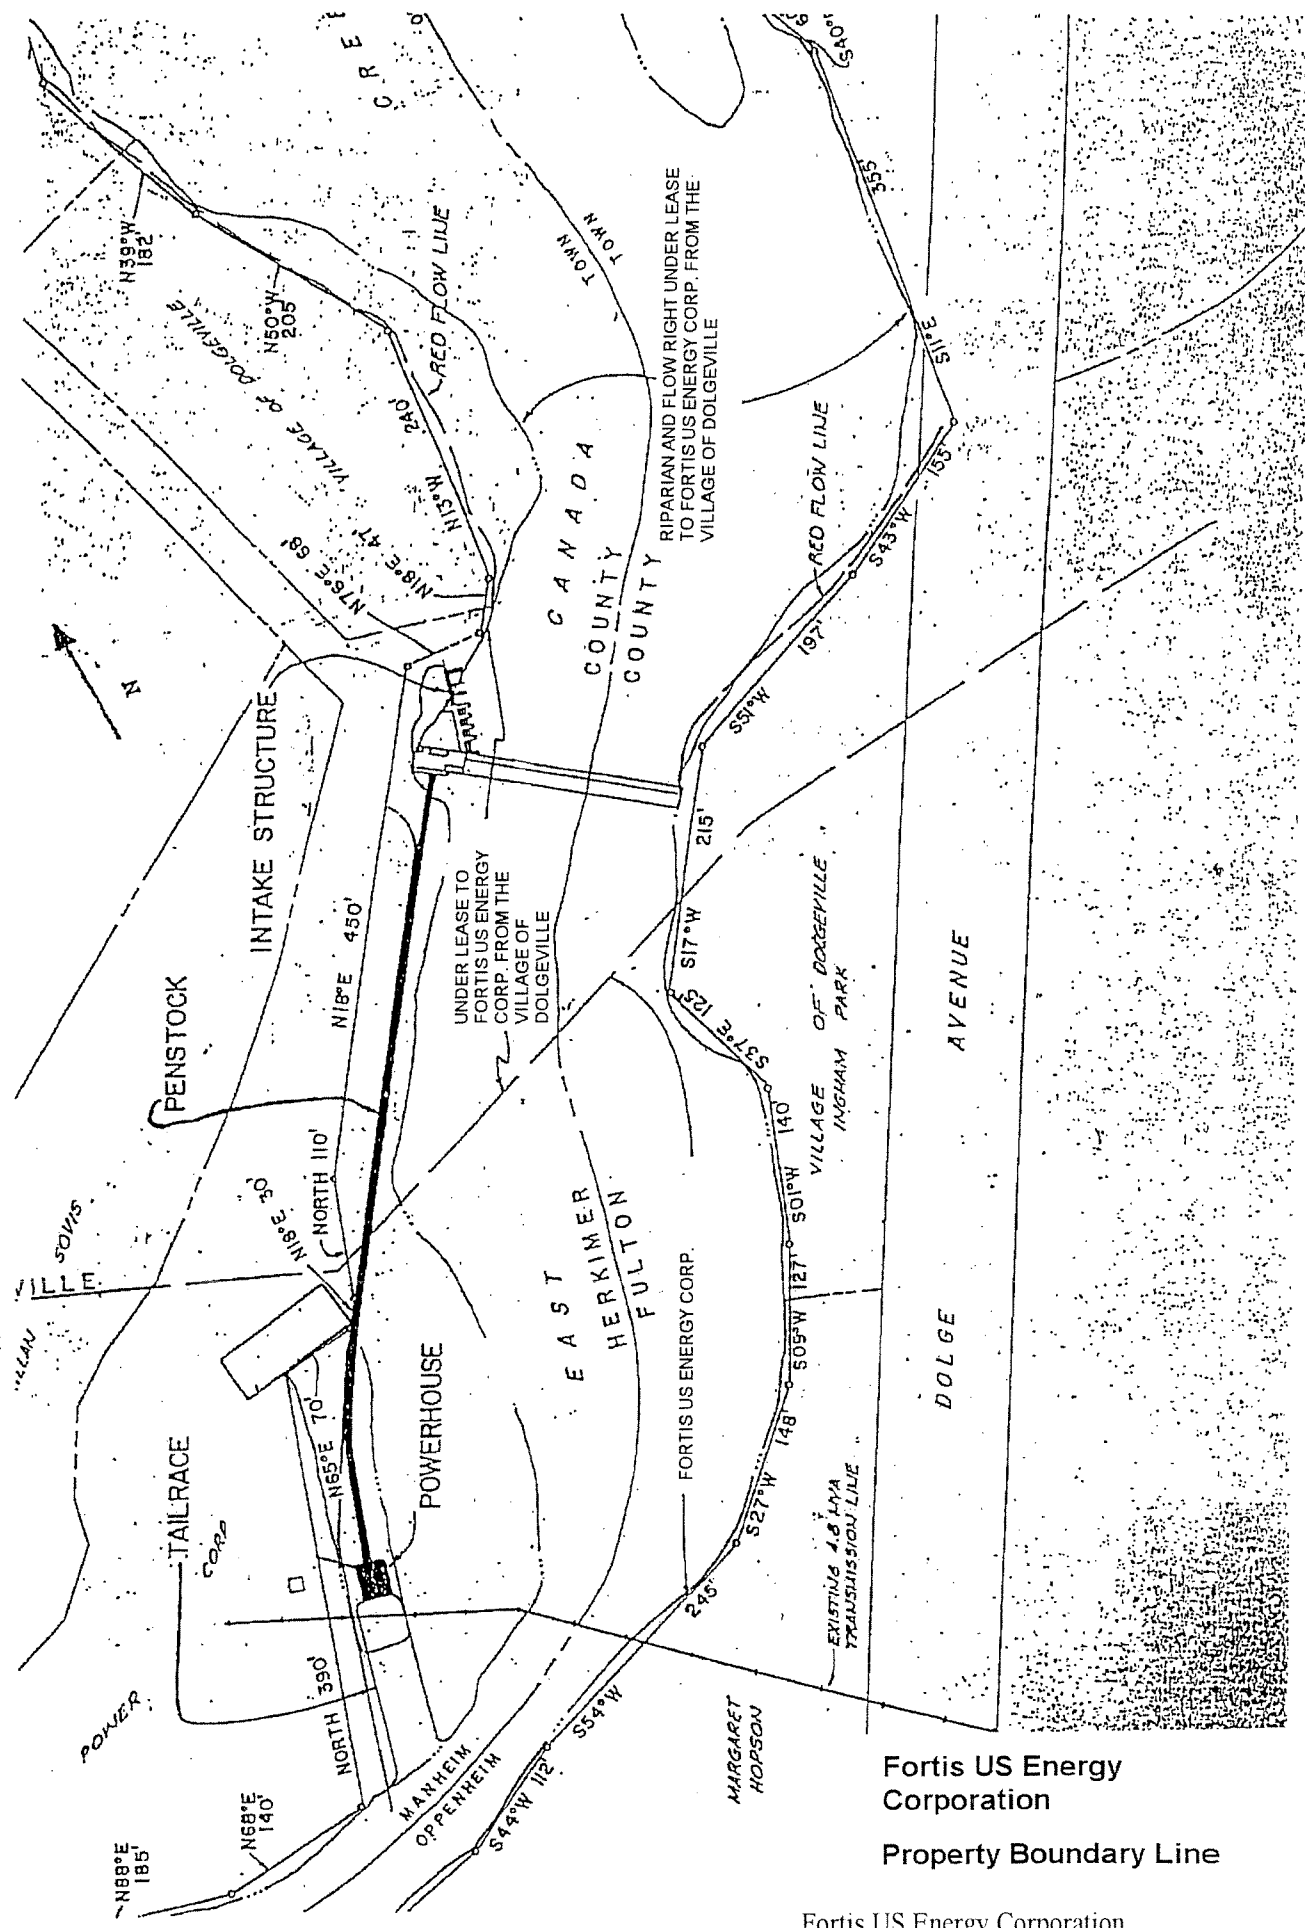 CREE
S40°
355'
N39°W
182'
N50°W
205
VILLAGE OF DOLGEVILLE
RED FLOW LINE
240'
N13°W
N18°E 47'
N76°E 68'
TOWN
TOWN
RIPARIAN AND FLOW RIGHT UNDER LEASE
TO FORTIS US ENERGY CORP. FROM THE
VILLAGE OF DOLGEVILLE
S11°E
CANADA
COUNTY
COUNTY
RED FLOW LINE
155'
S43°W
197'
S51°W
N
INTAKE STRUCTURE
215'
S17°W
450'
N18°E
UNDER LEASE TO
FORTIS US ENERGY
CORP. FROM THE
VILLAGE OF
DOLGEVILLE
PENSTOCK
S37°E 125'
VILLAGE OF DOLGEVILLE
INGHAM PARK
AVENUE
140'
S01°W
NORTH 110'
N18°E 30'
SOVIS
VILLE
127'
S05°W
EAST
HERKIMER
FULTON
FORTIS US ENERGY CORP.
DOLGE
70'
N65°E
POWERHOUSE
TAILRACE
CORP
148'
S27°W
245'
EXISTING 4.8 KVA
TRANSMISSION LINE
S54°W
MARGARET
HOPSON
390'
NORTH
POWER
MANHEIM
OPPENHEIM
112'
S44°W
N68°E
140'
N88°E
185'
Fortis US Energy
Corporation
Property Boundary Line
Fortis US Energy Corporation